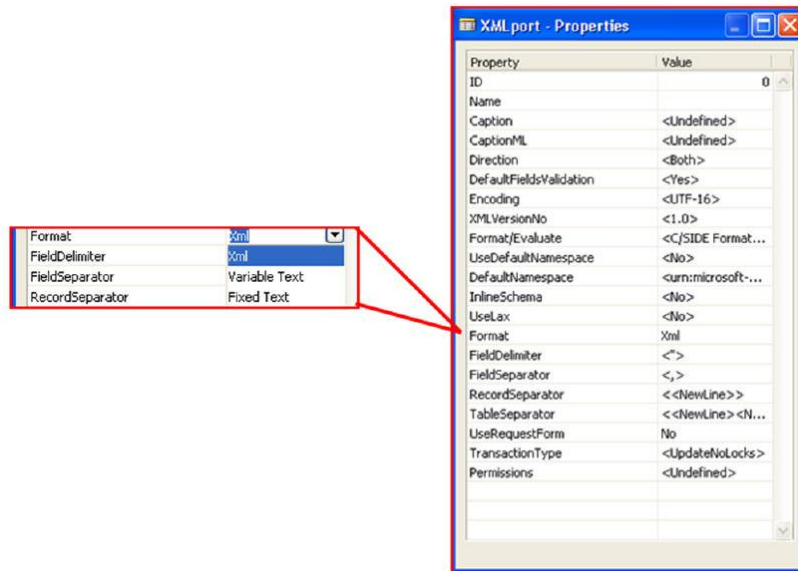 XMLport - Properties
Property Value
ID 0
Name
Caption <Undefined>
CaptionML <Undefined>
Direction <Both>
DefaultFieldsValidation <Yes>
Encoding <UTF-16>
XMLVersionNo <1.0>
Format/Evaluate <C/SIDE Format...
UseDefaultNamespace <No>
DefaultNamespace <urn:microsoft-...
InlineSchema <No>
UseLax <No>
Format Xml
FieldDelimiter <">
FieldSeparator <,>
RecordSeparator <<NewLine>>
TableSeparator <<NewLine><N...
UseRequestForm No
TransactionType <UpdateNoLocks>
Permissions <Undefined>
Format Xml
FieldDelimiter Xml
FieldSeparator Variable Text
RecordSeparator Fixed Text